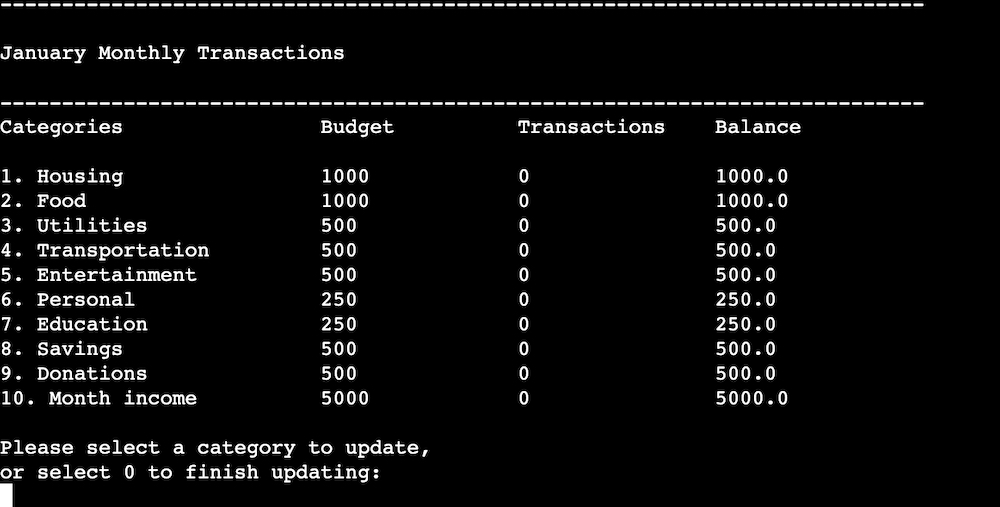 ---------------------------------------------------------------------------
January Monthly Transactions
---------------------------------------------------------------------------
Categories Budget Transactions Balance
1. Housing 1000 0 1000.0
2. Food 1000 0 1000.0
3. Utilities 500 0 500.0
4. Transportation 500 0 500.0
5. Entertainment 500 0 500.0
6. Personal 250 0 250.0
7. Education 250 0 250.0
8. Savings 500 0 500.0
9. Donations 500 0 500.0
10. Month income 5000 0 5000.0
Please select a category to update,
or select 0 to finish updating: